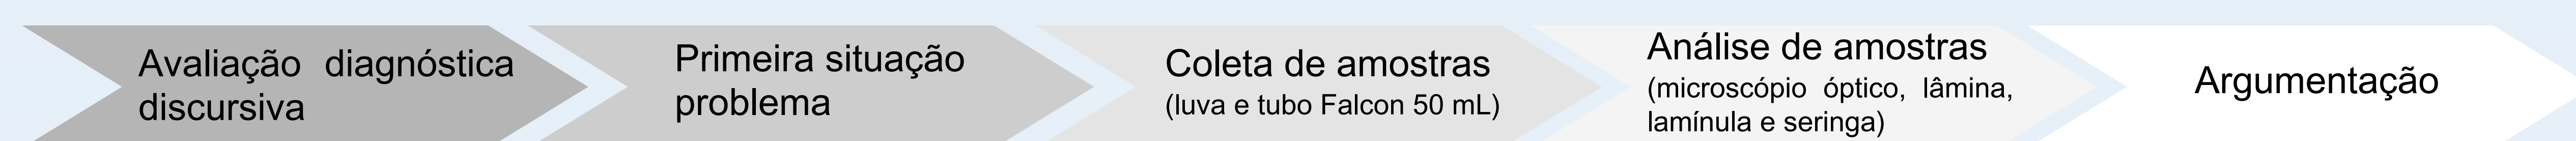 Avaliação diagnóstica
discursiva
Primeira situação
problema
Coleta de amostras
(luva e tubo Falcon 50 mL)
Análise de amostras
(microscópio óptico, lâmina,
lamínula e seringa)
Argumentação